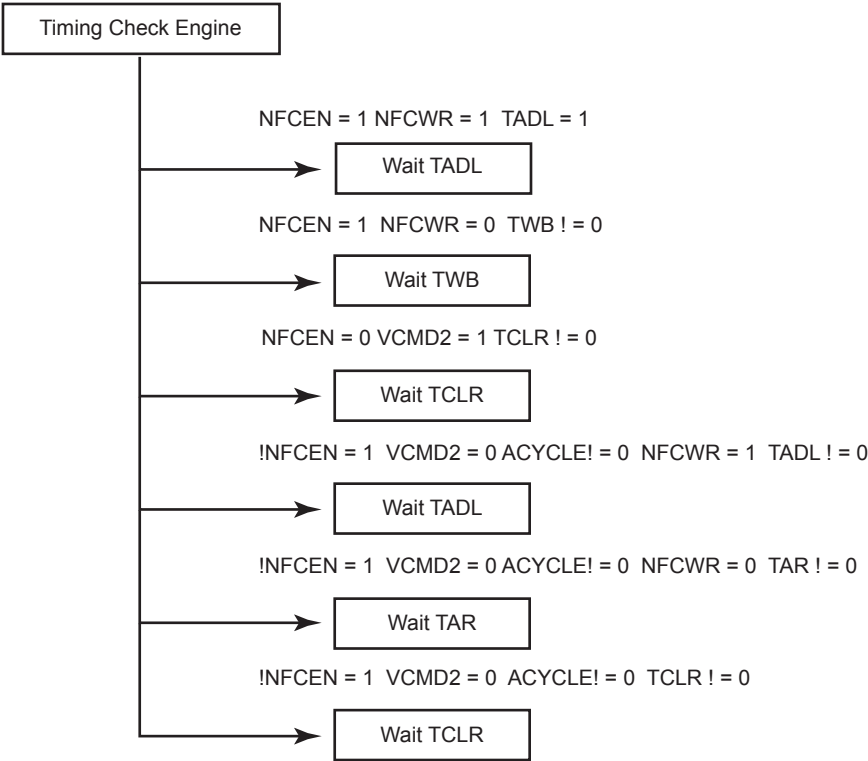 Timing Check Engine
NFCEN = 1 NFCWR = 1 TADL = 1
Wait TADL
NFCEN = 1 NFCWR = 0 TWB ! = 0
Wait TWB
NFCEN = 0 VCMD2 = 1 TCLR ! = 0
Wait TCLR
!NFCEN = 1 VCMD2 = 0 ACYCLE! = 0 NFCWR = 1 TADL ! = 0
Wait TADL
!NFCEN = 1 VCMD2 = 0 ACYCLE! = 0 NFCWR = 0 TAR ! = 0
Wait TAR
!NFCEN = 1 VCMD2 = 0 ACYCLE! = 0 TCLR ! = 0
Wait TCLR